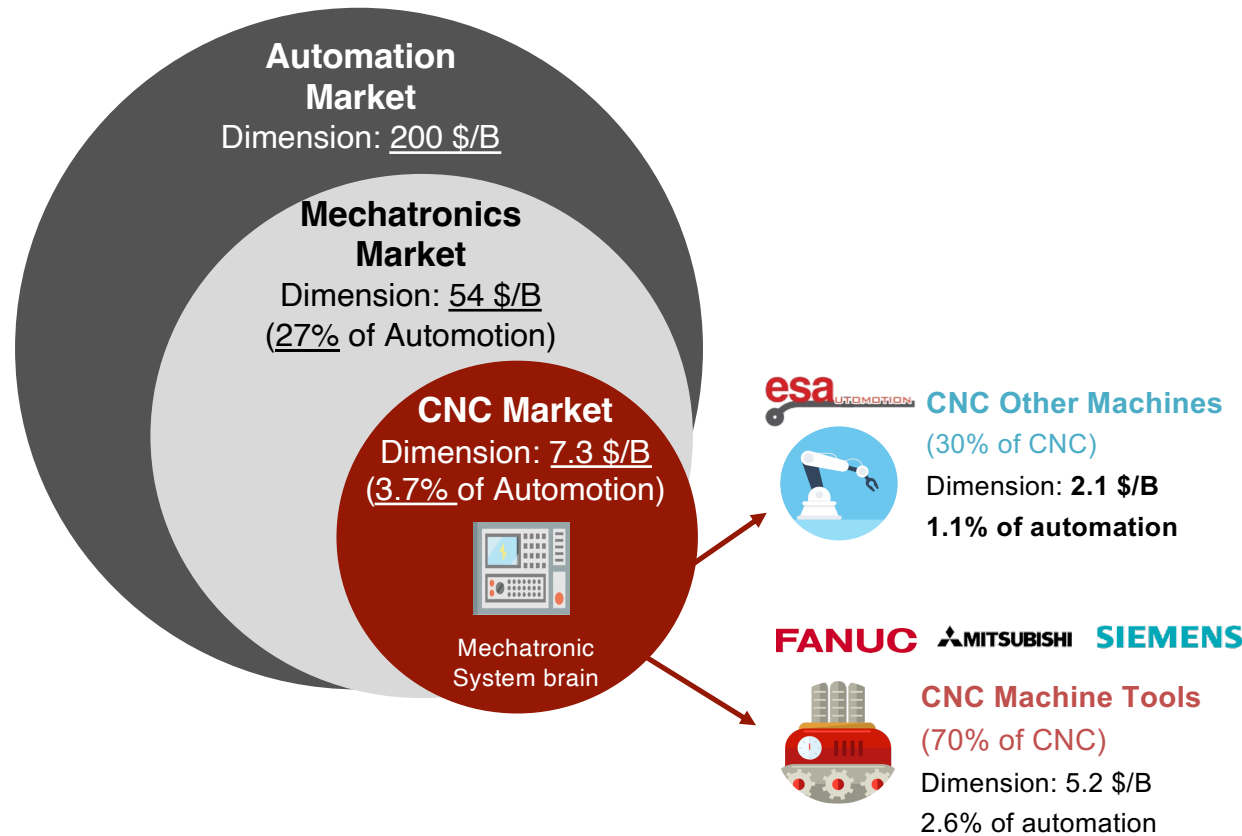 Automation
Market
Dimension: 200 $/B
Mechatronics
Market
Dimension: 54 $/B
(27% of Automotion)
CNC Market
Dimension: 7.3 $/B
(3.7% of Automotion)
Mechatronic
System brain
esa
AUTOMOTION
CNC Other Machines
(30% of CNC)
Dimension: 2.1 $/B
1.1% of automation
FANUC MITSUBISHI SIEMENS
CNC Machine Tools
(70% of CNC)
Dimension: 5.2 $/B
2.6% of automation